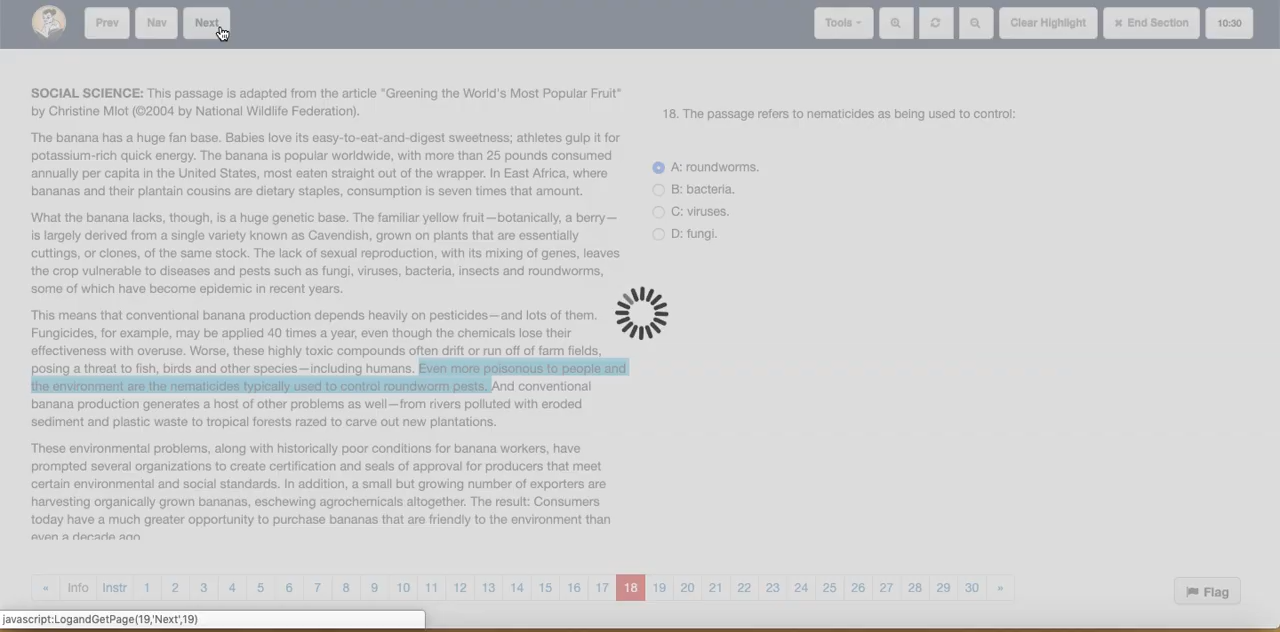 Prev
Nav
Next
Tools
Clear Highlight
✖ End Section
10:30
SOCIAL SCIENCE: This passage is adapted from the article "Greening the World's Most Popular Fruit"
by Christine Mlot (©2004 by National Wildlife Federation).
The banana has a huge fan base. Babies love its easy-to-eat-and-digest sweetness; athletes gulp it for
potassium-rich quick energy. The banana is popular worldwide, with more than 25 pounds consumed
annually per capita in the United States, most eaten straight out of the wrapper. In East Africa, where
bananas and their plantain cousins are dietary staples, consumption is seven times that amount.
What the banana lacks, though, is a huge genetic base. The familiar yellow fruit—botanically, a berry—
is largely derived from a single variety known as Cavendish, grown on plants that are essentially
cuttings, or clones, of the same stock. The lack of sexual reproduction, with its mixing of genes, leaves
the crop vulnerable to diseases and pests such as fungi, viruses, bacteria, insects and roundworms,
some of which have become epidemic in recent years.
This means that conventional banana production depends heavily on pesticides—and lots of them.
Fungicides, for example, may be applied 40 times a year, even though the chemicals lose their
effectiveness with overuse. Worse, these highly toxic compounds often drift or run off of farm fields,
posing a threat to fish, birds and other species—including humans. Even more poisonous to people and
the environment are the nematicides typically used to control roundworm pests. And conventional
banana production generates a host of other problems as well—from rivers polluted with eroded
sediment and plastic waste to tropical forests razed to carve out new plantations.
These environmental problems, along with historically poor conditions for banana workers, have
prompted several organizations to create certification and seals of approval for producers that meet
certain environmental and social standards. In addition, a small but growing number of exporters are
harvesting organically grown bananas, eschewing agrochemicals altogether. The result: Consumers
today have a much greater opportunity to purchase bananas that are friendly to the environment than
even a decade ago.
18. The passage refers to nematicides as being used to control:
A: roundworms.
B: bacteria.
C: viruses.
D: fungi.
« Info Instr 1 2 3 4 5 6 7 8 9 10 11 12 13 14 15 16 17 18 19 20 21 22 23 24 25 26 27 28 29 30 »
Flag
javascript:LogandGetPage(19,'Next',19)